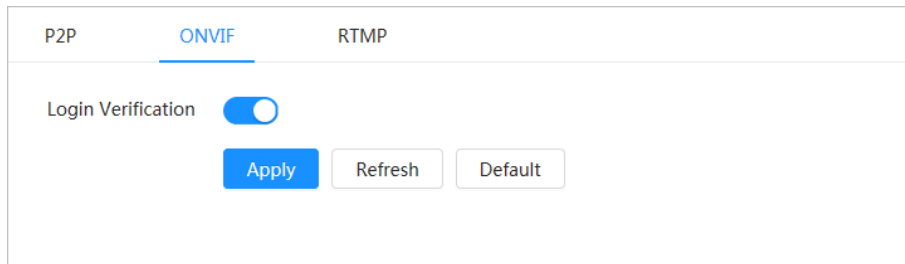 P2P ONVIF RTMP
Login Verification
Apply Refresh Default